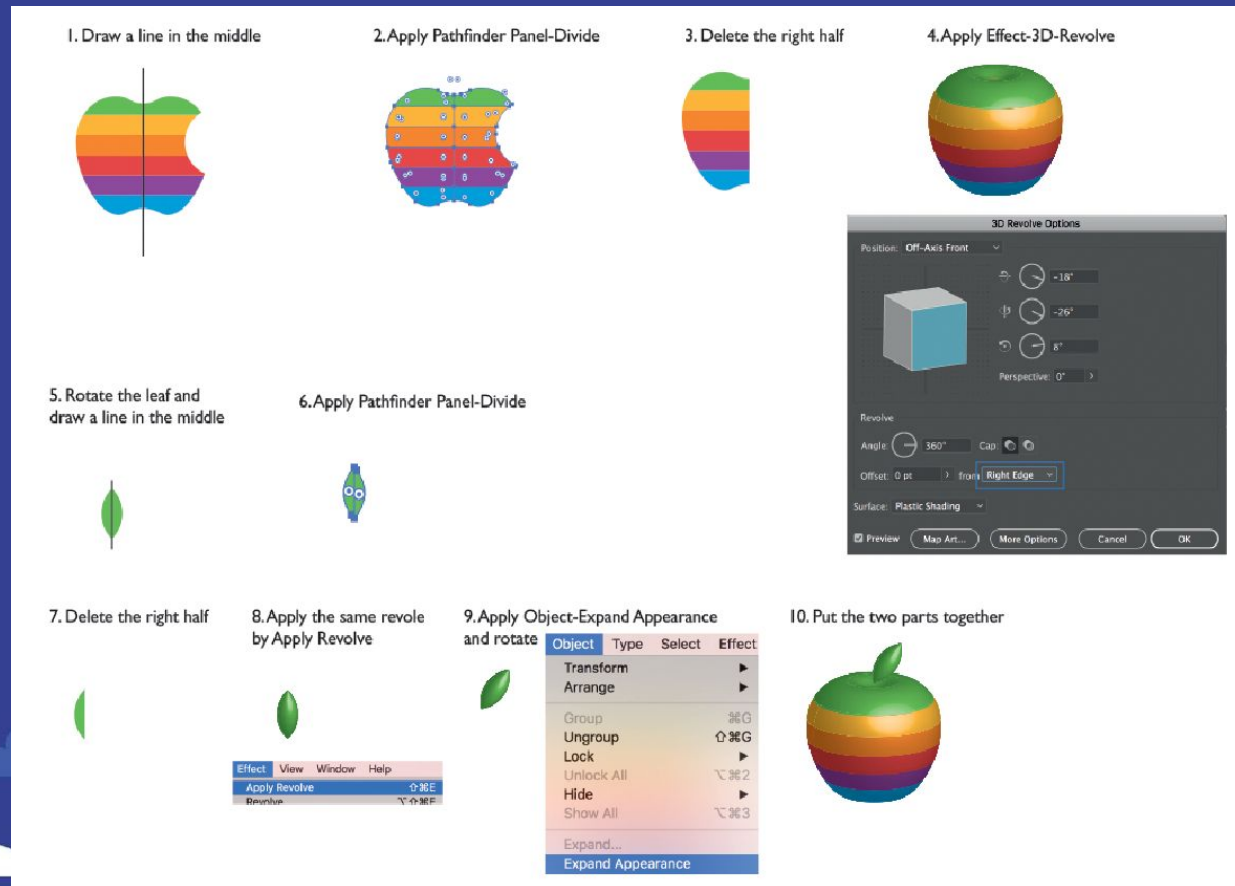 1. Draw a line in the middle
2. Apply Pathfinder Panel-Divide
3. Delete the right half
4. Apply Effect-3D-Revolve
3D Revolve Options
Position: Off-Axis Front
-18°
-26°
8°
Perspective: 0°
Revolve
Angle: 360° Cap:
Offset: 0 pt from Right Edge
Surface: Plastic Shading
Preview Map Art... More Options Cancel OK
5. Rotate the leaf and
draw a line in the middle
6. Apply Pathfinder Panel-Divide
7. Delete the right half
8. Apply the same revole
by Apply Revolve
Effect View Window Help
Apply Revolve ⇧⌘E
Revolve ⌥⇧⌘E
9. Apply Object-Expand Appearance
and rotate
Object Type Select Effect
Transform
Arrange
Group ⌘G
Ungroup ⇧⌘G
Lock
Unlock All ⌥⌘2
Hide
Show All ⌥⌘3
Expand...
Expand Appearance
10. Put the two parts together